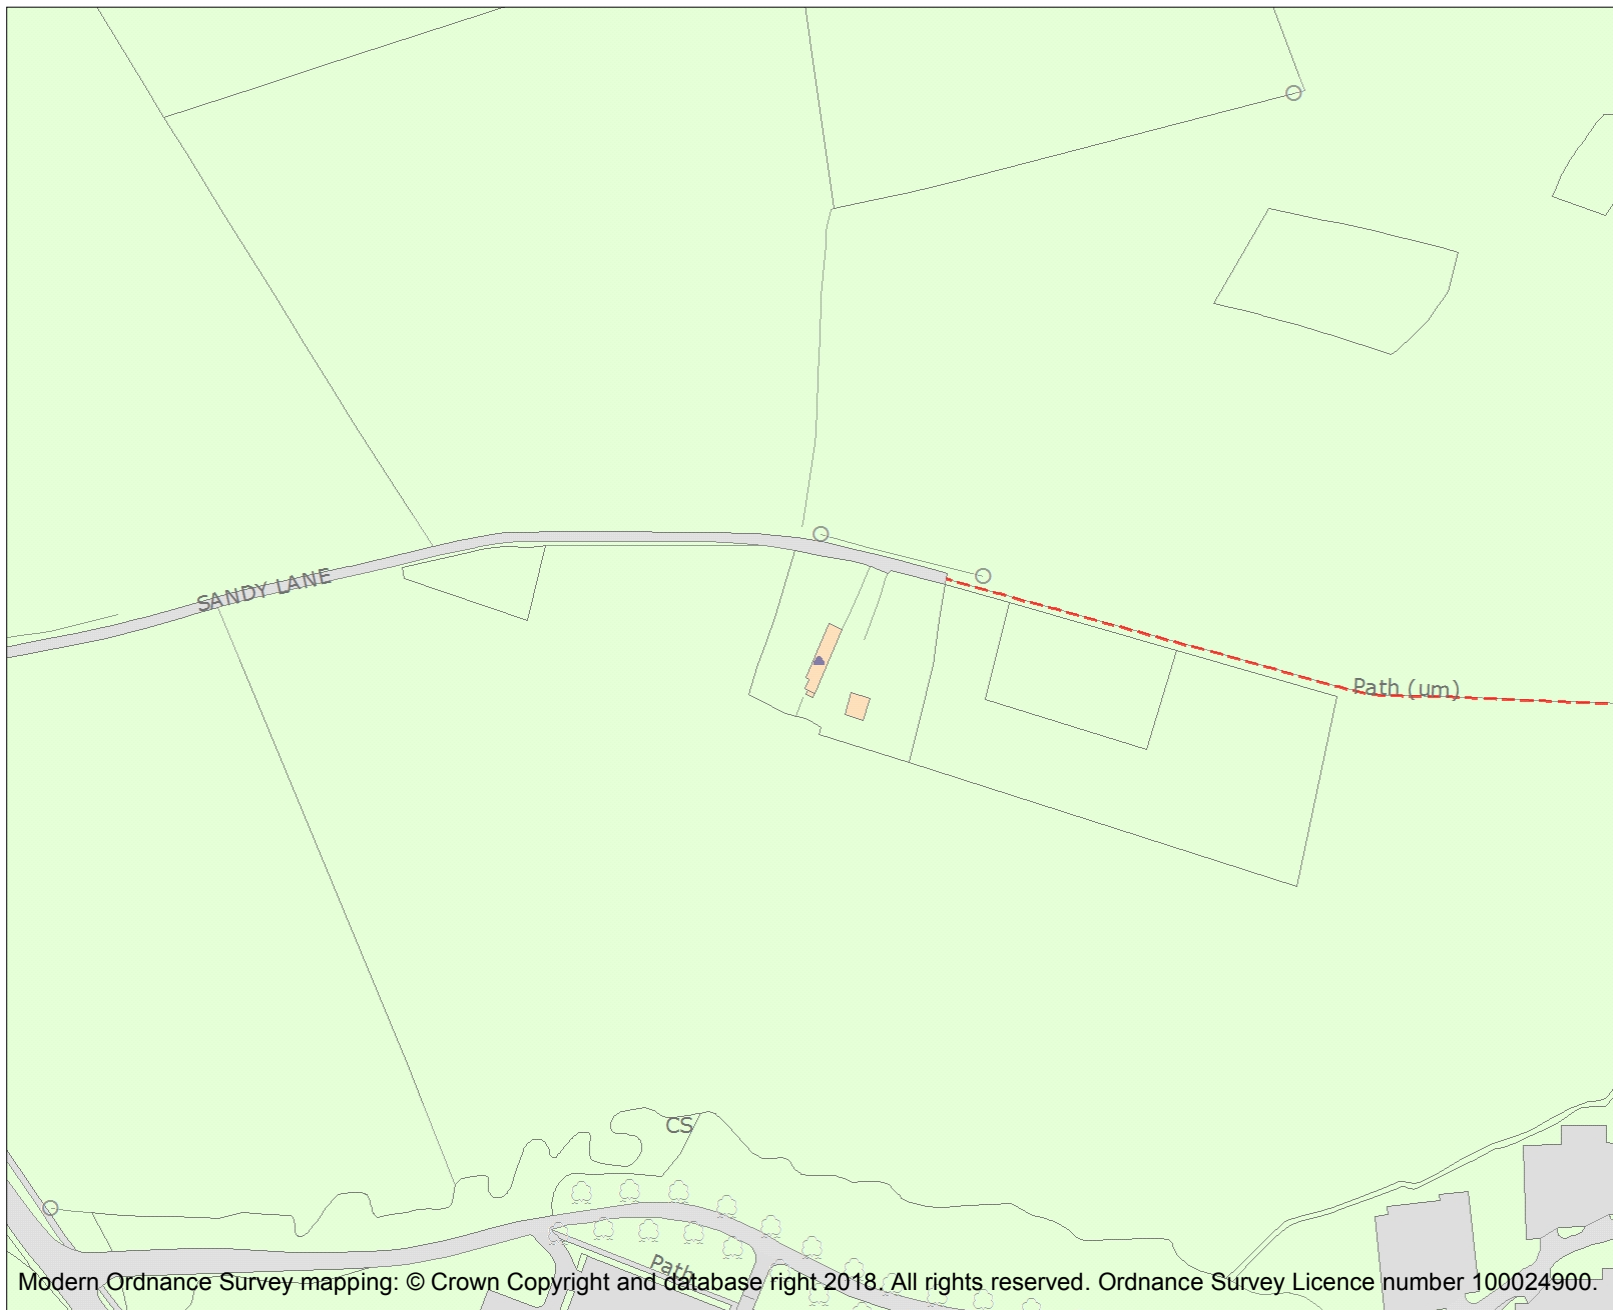 SANDY LANE
Path (um)
CS
Path
Modern Ordnance Survey mapping: © Crown Copyright and database right 2018. All rights reserved. Ordnance Survey Licence number 100024900.